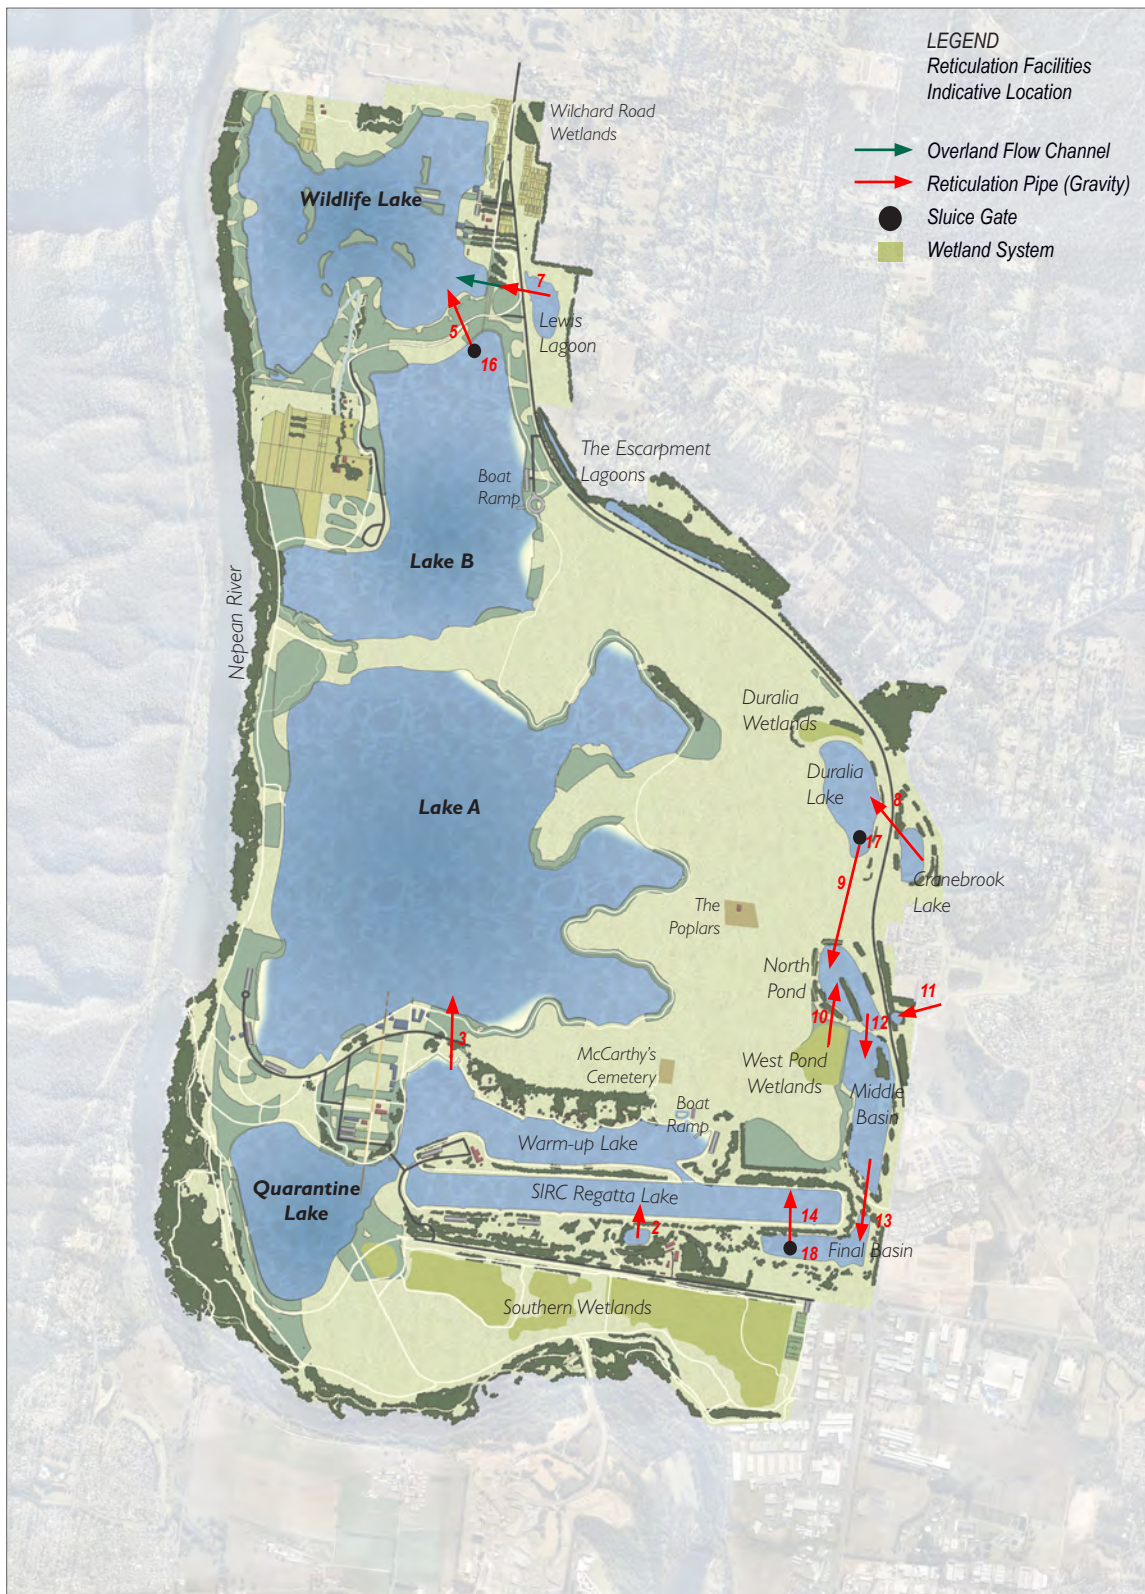 LEGEND
Reticulation Facilities
Indicative Location
Overland Flow Channel
Reticulation Pipe (Gravity)
Sluice Gate
Wetland System
Wilchard Road
Wetlands
Wildlife Lake
7
5
Lewis
Lagoon
16
The Escarpment
Lagoons
Boat
Ramp
Lake B
Nepean River
Duralia
Wetlands
Duralia
Lake
8
Lake A
17
9
Cranebrook
Lake
The
Poplars
North
Pond
11
10
12
3
McCarthy's
Cemetery
West Pond
Wetlands
Middle
Basin
Boat
Ramp
Warm-up Lake
Quarantine
Lake
SIRC Regatta Lake
14
13
2
18
Final Basin
Southern Wetlands